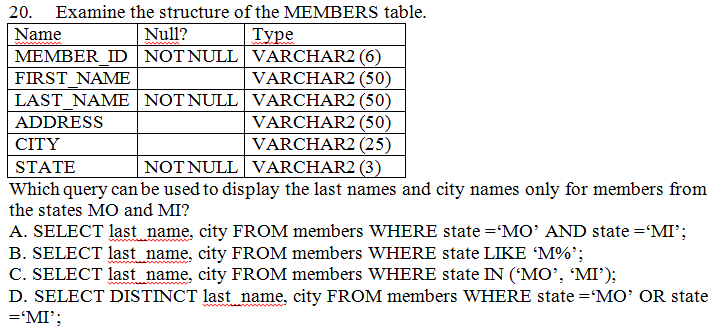 20. Examine the structure of the MEMBERS table.
Name Null? Type
MEMBER_ID NOT NULL VARCHAR2 (6)
FIRST_NAME VARCHAR2 (50)
LAST_NAME NOT NULL VARCHAR2 (50)
ADDRESS VARCHAR2 (50)
CITY VARCHAR2 (25)
STATE NOT NULL VARCHAR2 (3)
Which query can be used to display the last names and city names only for members from
the states MO and MI?
A. SELECT last_name, city FROM members WHERE state =‘MO’ AND state =‘MI’;
B. SELECT last_name, city FROM members WHERE state LIKE ‘M%’;
C. SELECT last_name, city FROM members WHERE state IN (‘MO’, ‘MI’);
D. SELECT DISTINCT last_name, city FROM members WHERE state =‘MO’ OR state
=‘MI’;